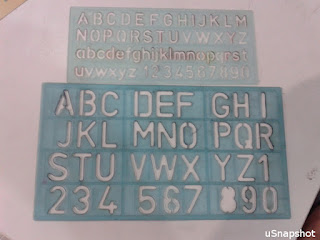 ABCDEFGHIJKLM
NOPQRSTUVWXYZ
abcdefghijklmnopqrst
uvwxyz 1234567890
ABC DEF GHI
JKL MNO PQR
STU VWX YZ1
234 567 890
uSnapshot